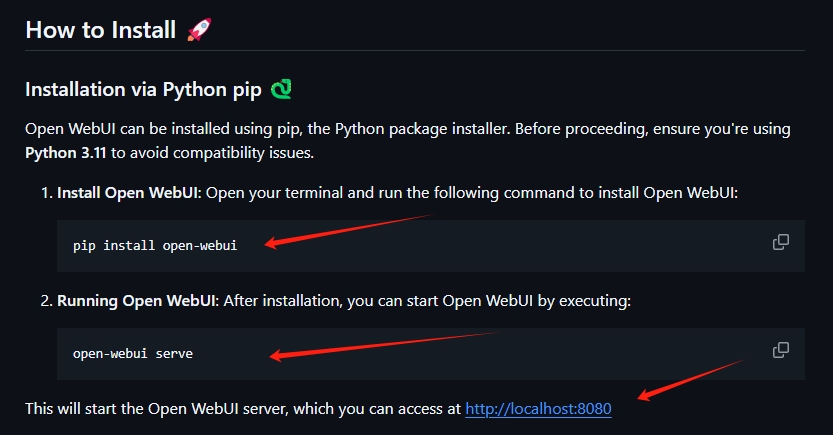 How to Install 🚀
Installation via Python pip 🐍
Open WebUI can be installed using pip, the Python package installer. Before proceeding, ensure you're using
Python 3.11 to avoid compatibility issues.
1. Install Open WebUI: Open your terminal and run the following command to install Open WebUI:
pip install open-webui
2. Running Open WebUI: After installation, you can start Open WebUI by executing:
open-webui serve
This will start the Open WebUI server, which you can access at http://localhost:8080